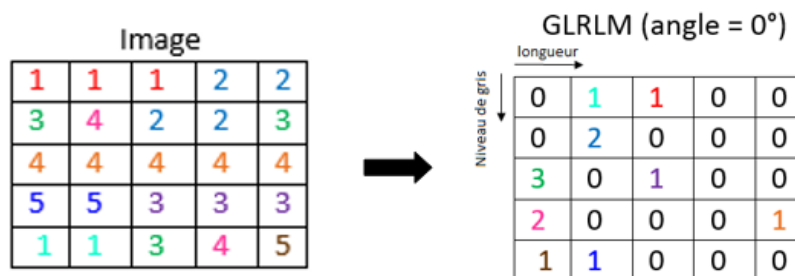 Image
1 1 1 2 2
3 4 2 2 3
4 4 4 4 4
5 5 3 3 3
1 1 3 4 5
GLRLM (angle = 0°)
longueur
Niveau de gris
0 1 1 0 0
0 2 0 0 0
3 0 1 0 0
2 0 0 0 1
1 1 0 0 0